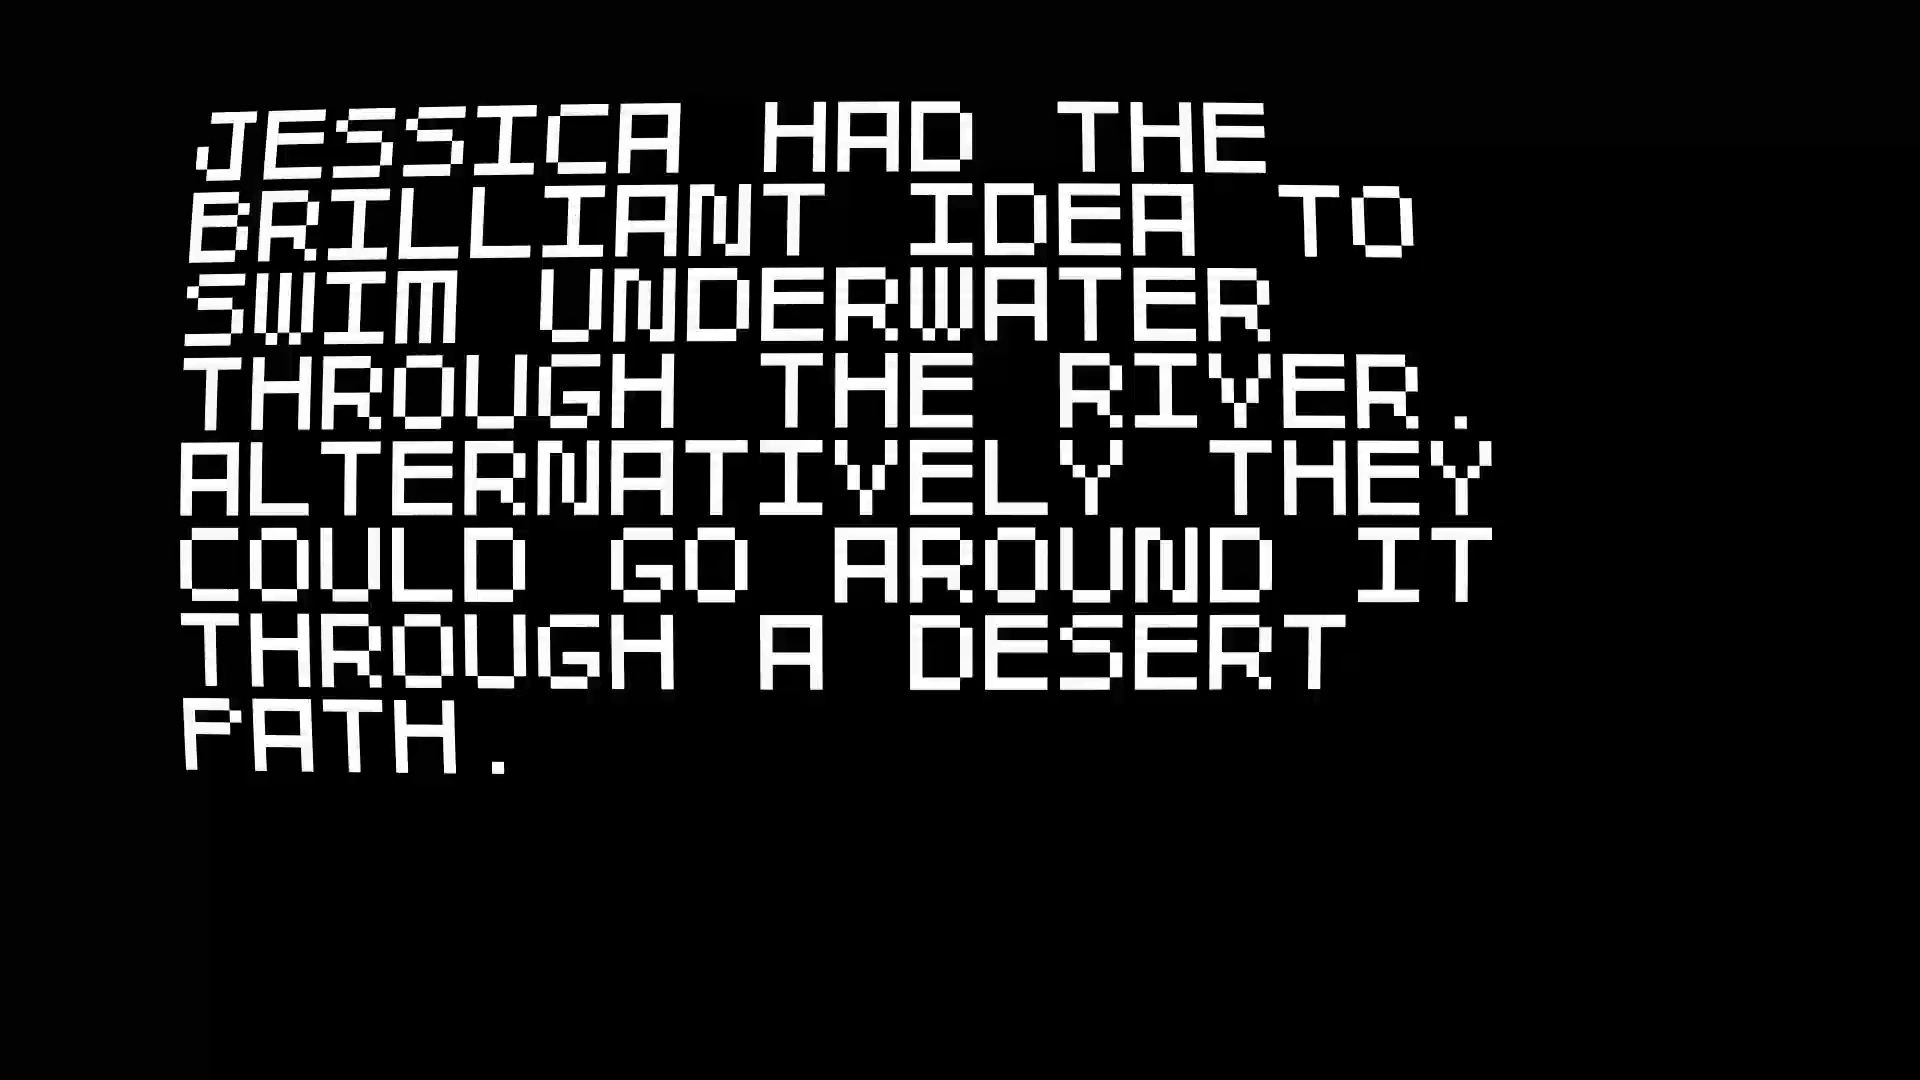 JESSICA HAD THE
BRILLIANT IDEA TO
SWIM UNDERWATER
THROUGH THE RIVER.
ALTERNATIVELY THEY
COULD GO AROUND IT
THROUGH A DESERT
PATH.